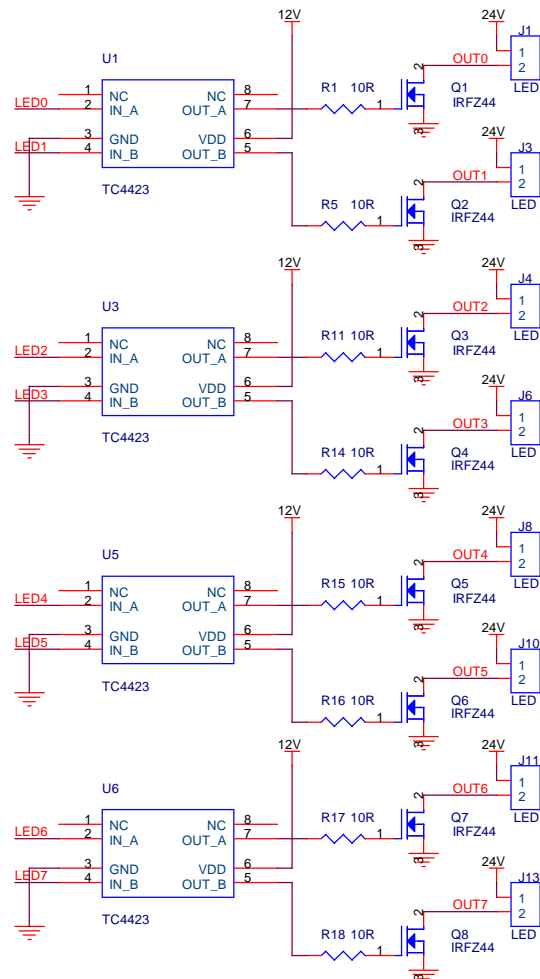 12V
24V
J1
U1
OUT0
1
2
LED
1
NC
NC
8
R1 10R
Q1
IRFZ44
LED0
2
IN_A
OUT_A
7
1
2
3
3
GND
VDD
6
24V
J3
LED1
4
IN_B
OUT_B
5
OUT1
1
2
LED
TC4423
R5 10R
1
2
3
Q2
IRFZ44
12V
24V
J4
U3
OUT2
1
2
LED
1
NC
NC
8
R11 10R
Q3
IRFZ44
LED2
2
IN_A
OUT_A
7
1
2
3
3
GND
VDD
6
24V
J6
LED3
4
IN_B
OUT_B
5
OUT3
1
2
LED
TC4423
R14 10R
1
2
3
Q4
IRFZ44
12V
24V
J8
U5
OUT4
1
2
LED
1
NC
NC
8
R15 10R
Q5
IRFZ44
LED4
2
IN_A
OUT_A
7
1
2
3
3
GND
VDD
6
24V
J10
LED5
4
IN_B
OUT_B
5
OUT5
1
2
LED
TC4423
R16 10R
1
2
3
Q6
IRFZ44
12V
24V
J11
U6
OUT6
1
2
LED
1
NC
NC
8
R17 10R
Q7
IRFZ44
LED6
2
IN_A
OUT_A
7
1
2
3
3
GND
VDD
6
24V
J13
LED7
4
IN_B
OUT_B
5
OUT7
1
2
LED
TC4423
R18 10R
1
2
3
Q8
IRFZ44